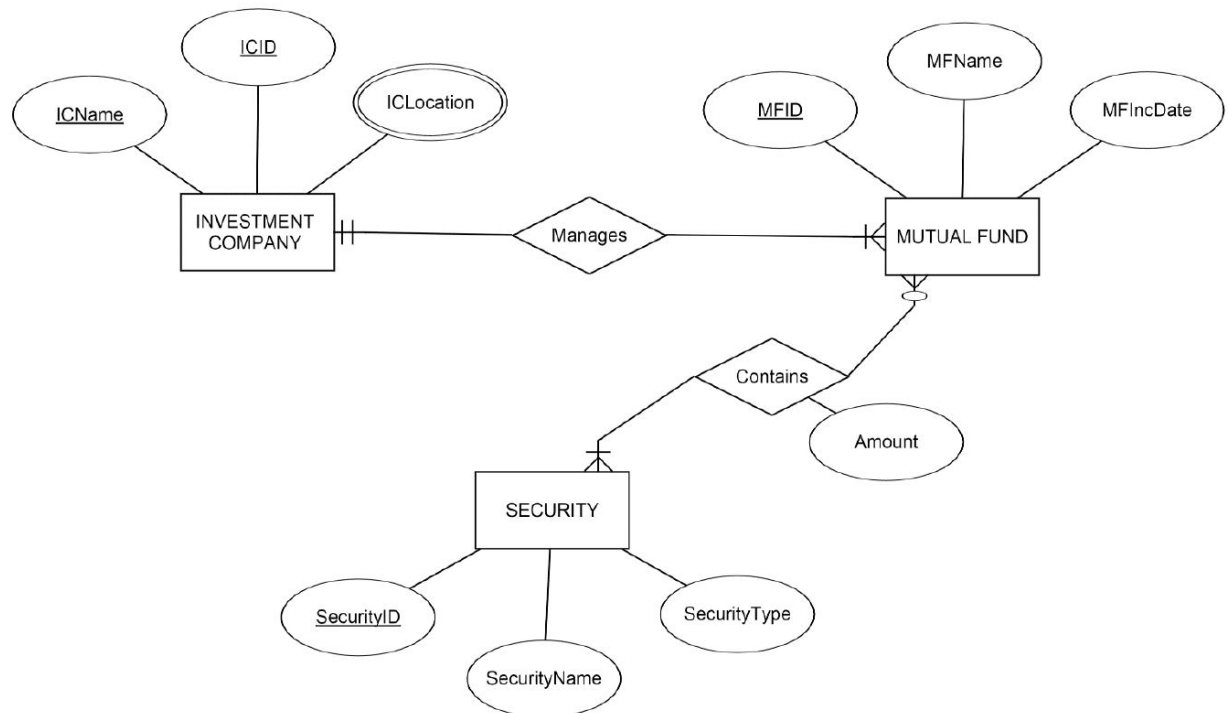 ICID
MFName
ICLocation
ICName
MFID
MFIncDate
INVESTMENT
COMPANY
Manages
MUTUAL FUND
Contains
Amount
SECURITY
SecurityID
SecurityType
SecurityName